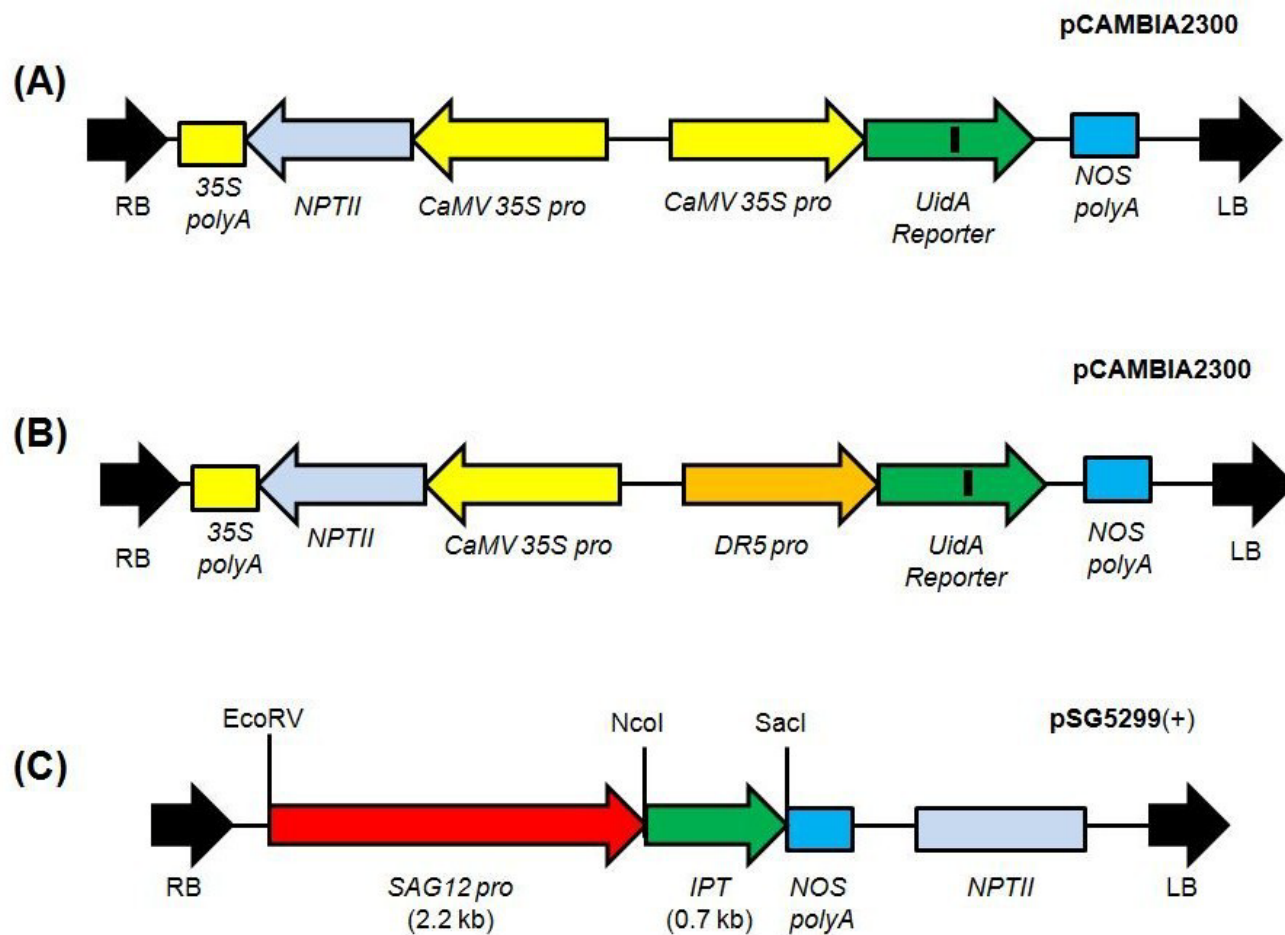 pCAMBIA2300
(A)
RB
35S
polyA
NPTII
CaMV 35S pro
CaMV 35S pro
UidA
Reporter
NOS
polyA
LB
pCAMBIA2300
(B)
RB
35S
polyA
NPTII
CaMV 35S pro
DR5 pro
UidA
Reporter
NOS
polyA
LB
EcoRV
NcoI
SacI
pSG5299(+)
(C)
RB
SAG12 pro
(2.2 kb)
IPT
(0.7 kb)
NOS
polyA
NPTII
LB